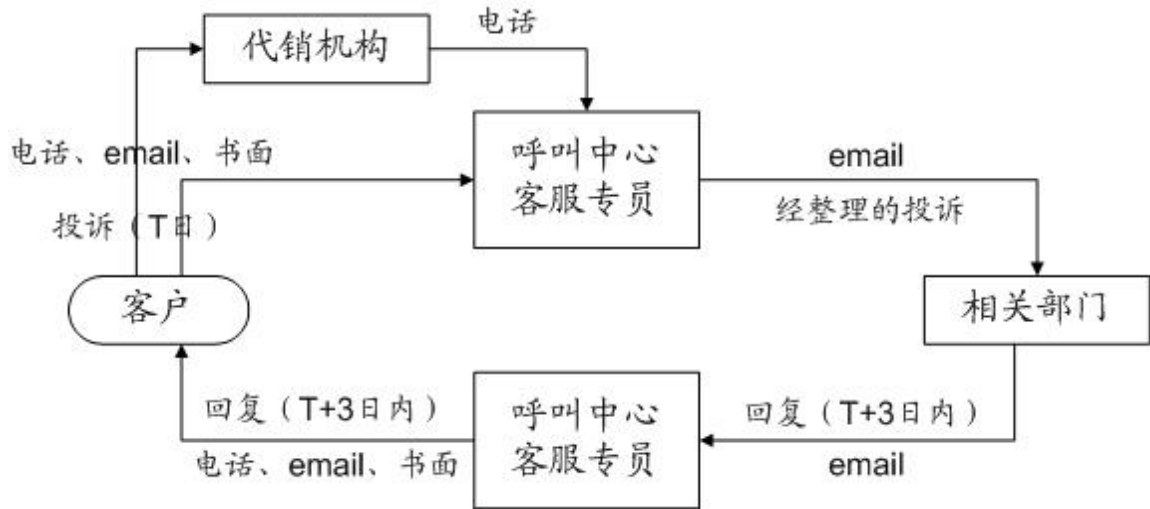 代销机构
电话
呼叫中心
客服专员
电话、email、书面
email
经整理的投诉
投诉（T日）
客户
相关部门
回复（T+3日内）
电话、email、书面
呼叫中心
客服专员
回复（T+3日内）
email